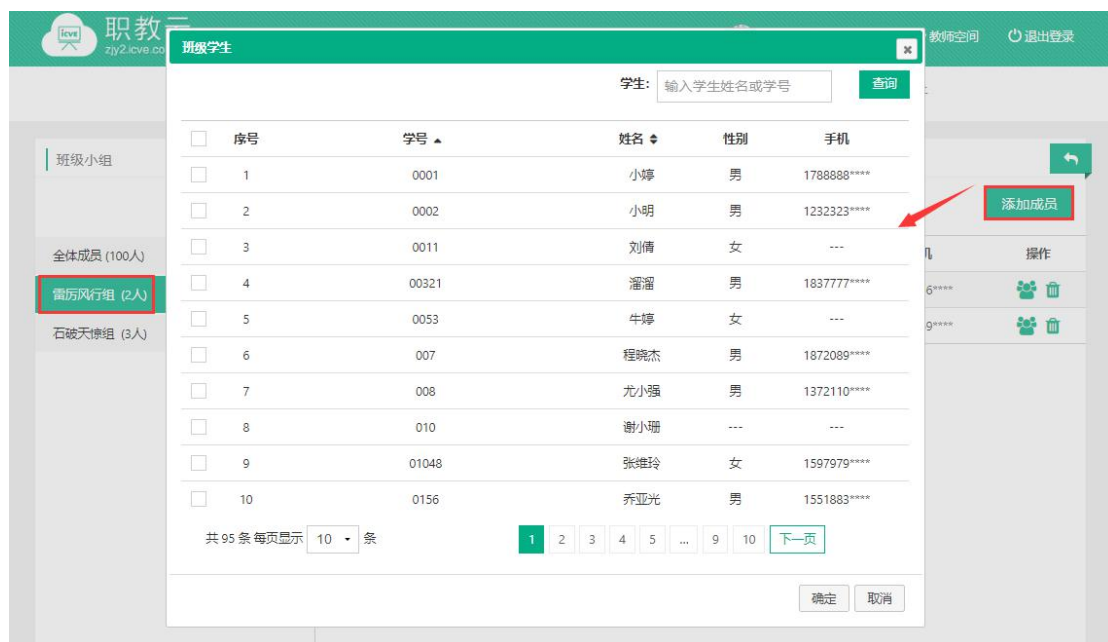 icve 职教云
zjy2.icve.co
教师空间 退出登录
班级学生
学生: 输入学生姓名或学号 查询
班级小组
添加成员
序号 学号 姓名 性别 手机
1 0001 小婷 男 1788888****
2 0002 小明 男 1232323****
3 0011 刘倩 女 ---
4 00321 溜溜 男 1837777****
5 0053 牛婷 女 ---
6 007 程晓杰 男 1872089****
7 008 尤小强 男 1372110****
8 010 谢小珊 --- ---
9 01048 张维玲 女 1597979****
10 0156 乔亚光 男 1551883****
全体成员 (100人)
雷厉风行组 (2人)
石破天惊组 (3人)
操作
6****
9****
共 95 条 每页显示 10 条 1 2 3 4 5 ... 9 10 下一页
确定 取消